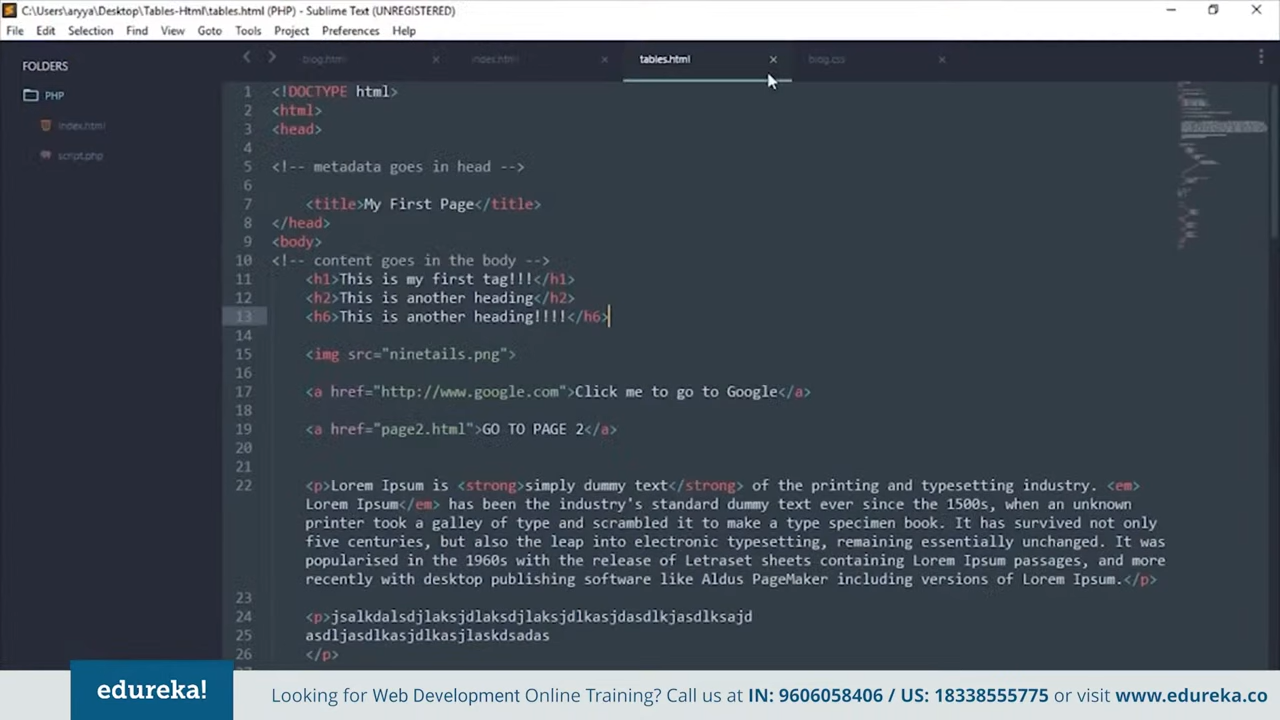 C:\Users\aryya\Desktop\Tables-Html\tables.html (PHP) - Sublime Text (UNREGISTERED)
File Edit Selection Find View Goto Tools Project Preferences Help
FOLDERS
PHP
index.html
script.php
blog.html index.html tables.html blog.css
1 <!DOCTYPE html>
2 <html>
3 <head>
4
5 <!-- metadata goes in head -->
6
7 <title>My First Page</title>
8 </head>
9 <body>
10 <!-- content goes in the body -->
11 <h1>This is my first tag!!!</h1>
12 <h2>This is another heading</h2>
13 <h6>This is another heading!!!!</h6>
14
15 <img src="ninetails.png">
16
17 <a href="http://www.google.com">Click me to go to Google</a>
18
19 <a href="page2.html">GO TO PAGE 2</a>
20
21
22 <p>Lorem Ipsum is <strong>simply dummy text</strong> of the printing and typesetting industry. <em>
Lorem Ipsum</em> has been the industry's standard dummy text ever since the 1500s, when an unknown
printer took a galley of type and scrambled it to make a type specimen book. It has survived not only
five centuries, but also the leap into electronic typesetting, remaining essentially unchanged. It was
popularised in the 1960s with the release of Letraset sheets containing Lorem Ipsum passages, and more
recently with desktop publishing software like Aldus PageMaker including versions of Lorem Ipsum.</p>
23
24 <p>jsalkdalsdjlaksjdlaksdjlaksjdlkasjdasdlkjasdlksajd
25 asdljasdlkasjdlkasjlaskdsadas
26 </p>
edureka!
Looking for Web Development Online Training? Call us at IN: 9606058406 / US: 18338555775 or visit www.edureka.co